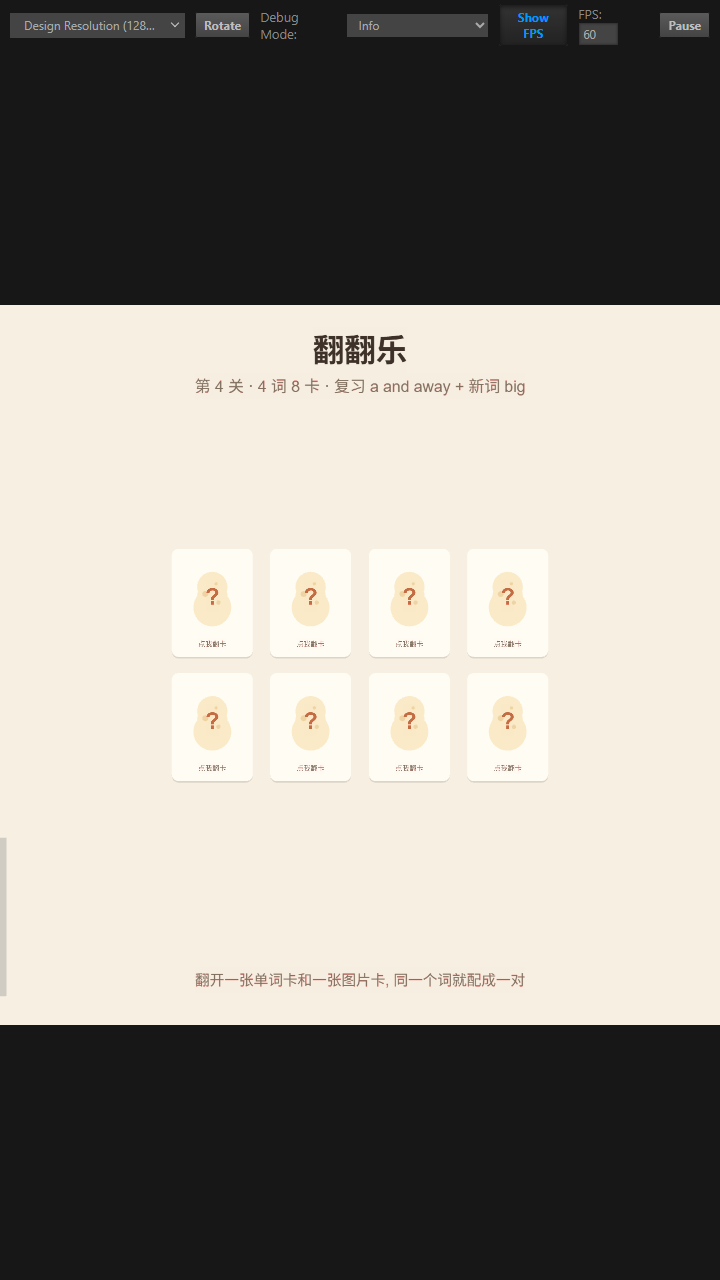 Design Resolution (128...
Rotate
Debug Mode:
Info
Show FPS
FPS:
60
Pause
翻翻乐
第 4 关 · 4 词 8 卡 · 复习 a and away + 新词 big
? ? ? ?
点我翻卡 点我翻卡 点我翻卡 点我翻卡
? ? ? ?
点我翻卡 点我翻卡 点我翻卡 点我翻卡
翻开一张单词卡和一张图片卡, 同一个词就配成一对